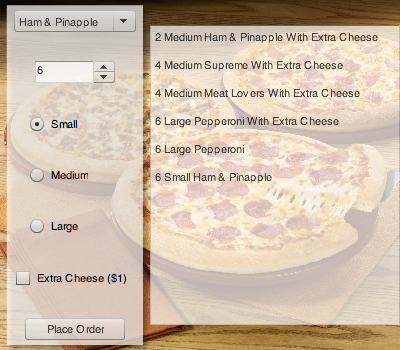 Ham & Pinapple
6
Small
Medium
Large
Extra Cheese ($1)
Place Order
2 Medium Ham & Pinapple With Extra Cheese
4 Medium Supreme With Extra Cheese
4 Medium Meat Lovers With Extra Cheese
6 Large Pepperoni With Extra Cheese
6 Large Pepperoni
6 Small Ham & Pinapple